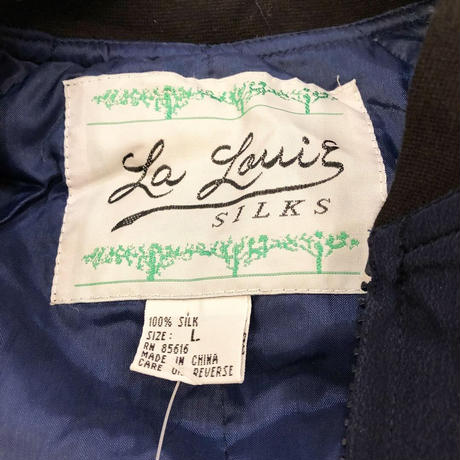 La Louie
SILKS
100% SILK
SIZE: L
RN 85616
MADE IN CHINA
CARE ON REVERSE